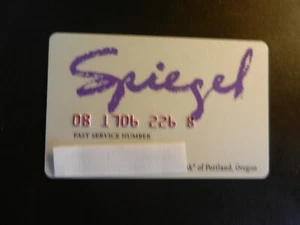 Spiegel
08 1706 226 8
FAST SERVICE NUMBER
of Portland, Oregon